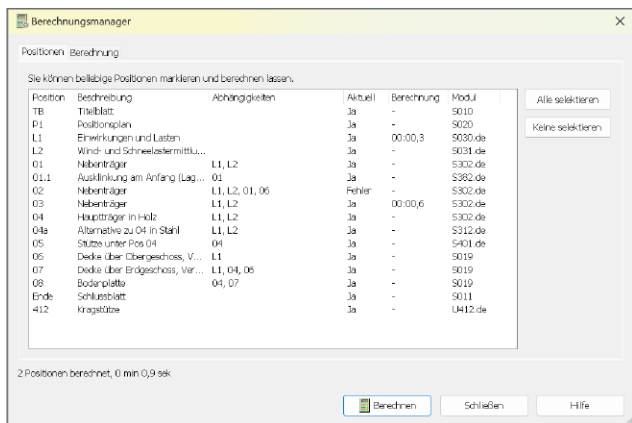 Berechnungsmanager
Positionen Berechnung
Sie können beliebige Positionen markieren und berechnen lassen.
Position Beschreibung Abhängigkeiten Aktuell Berechnung Modul
TB Titelblatt Ja - S010
P1 Positionsplan Ja - S020
L1 Einwirkungen und Lasten Ja 00:00,3 S030.de
L2 Wind- und Schneelastermittlu... Ja - S031.de
01 Nebenträger L1, L2 Ja - S302.de
01.1 Ausklinkung am Anfang (Lag... 01 Ja - S382.de
02 Nebenträger L1, L2, 01, 06 Fehler - S302.de
03 Nebenträger L1, L2 Ja 00:00,6 S302.de
04 Hauptträger in Holz L1, L2 Ja - S302.de
04a Alternative zu 04 in Stahl L1, L2 Ja - S312.de
05 Stütze unter Pos 04 04 Ja - S401.de
06 Decke über Obergeschoss, V... L1 Ja - S019
07 Decke über Erdgeschoss, Ver... L1, 04, 06 Ja - S019
08 Bodenplatte 04, 07 Ja - S019
Ende Schlussblatt Ja - S011
412 Kragstütze Ja - U412.de
Alle selektieren
Keine selektieren
2 Positionen berechnet, 0 min 0,9 sek
Berechnen Schließen Hilfe